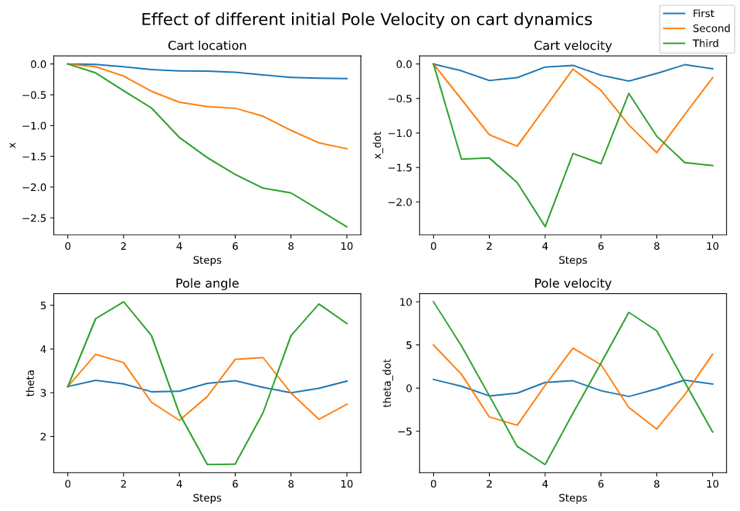 Effect of different initial Pole Velocity on cart dynamics
First
Second
Third
Cart location
0.0
−0.5
−1.0
−1.5
−2.0
−2.5
x
0 2 4 6 8 10
Steps
Cart velocity
0.0
−0.5
−1.0
−1.5
−2.0
x_dot
0 2 4 6 8 10
Steps
Pole angle
5
4
3
2
theta
0 2 4 6 8 10
Steps
Pole velocity
10
5
0
−5
theta_dot
0 2 4 6 8 10
Steps